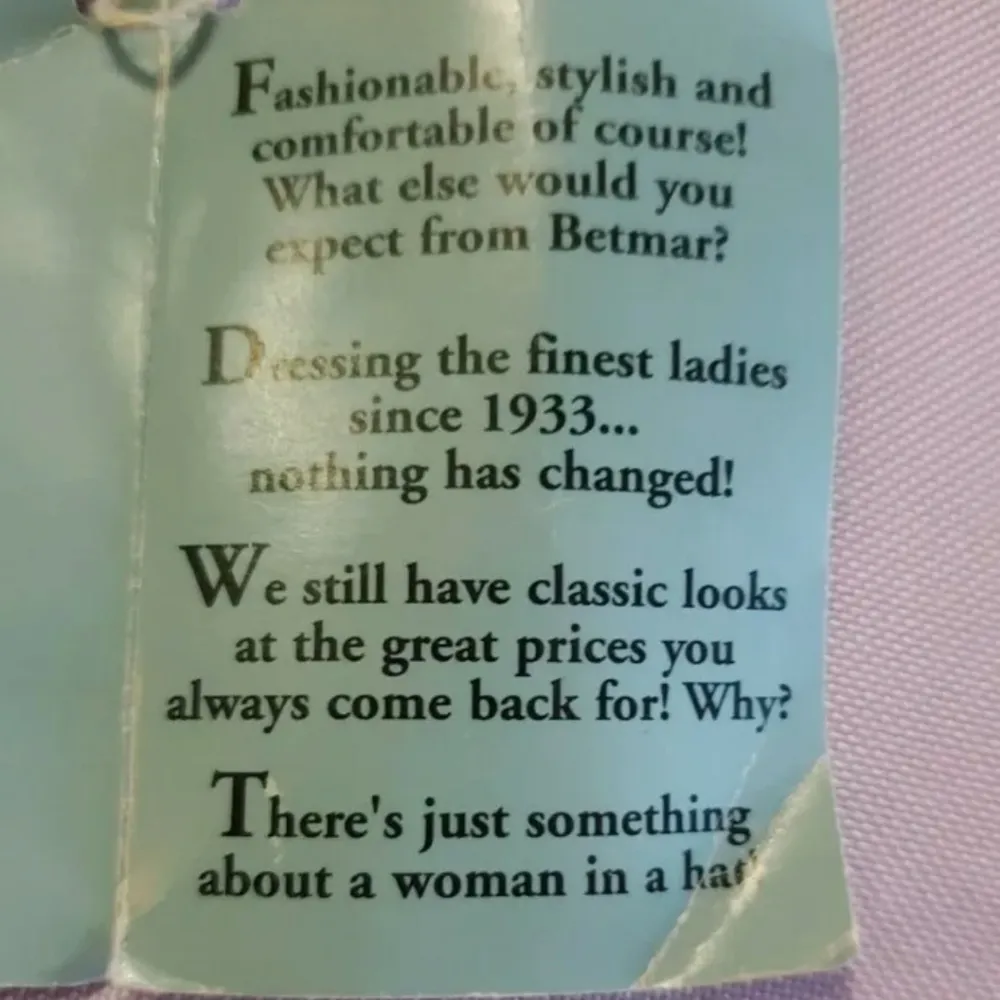 Fashionable, stylish and
comfortable of course!
What else would you
expect from Betmar?
Dressing the finest ladies
since 1933...
nothing has changed!
We still have classic looks
at the great prices you
always come back for! Why?
There's just something
about a woman in a hat!